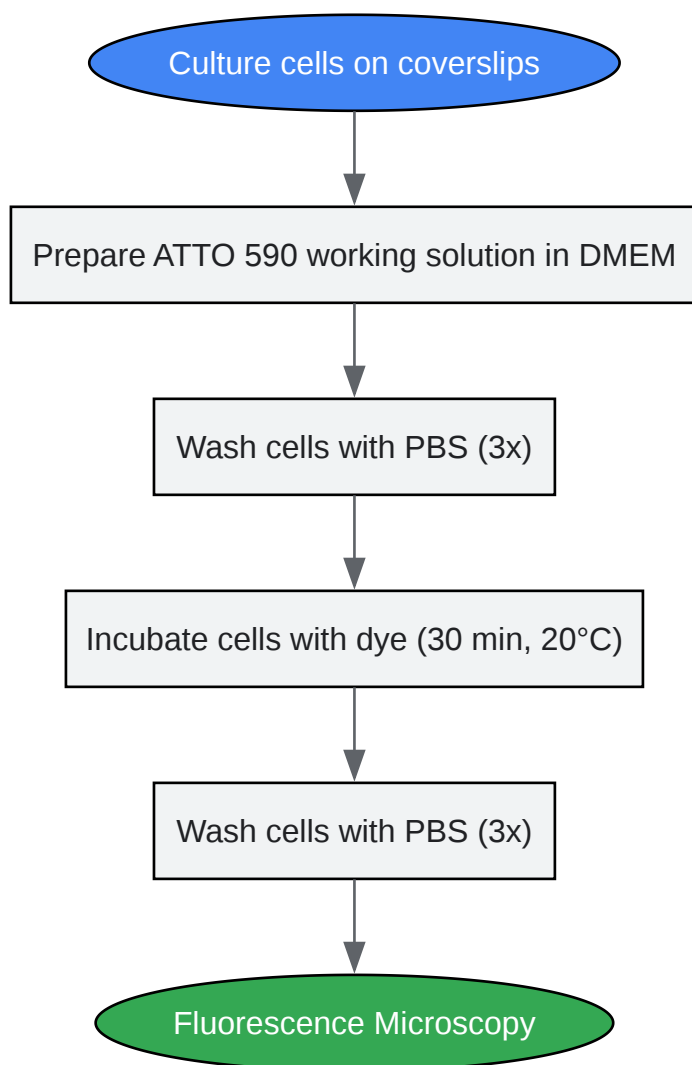 Culture cells on coverslips
Prepare ATTO 590 working solution in DMEM
Wash cells with PBS (3x)
Incubate cells with dye (30 min, 20°C)
Wash cells with PBS (3x)
Fluorescence Microscopy